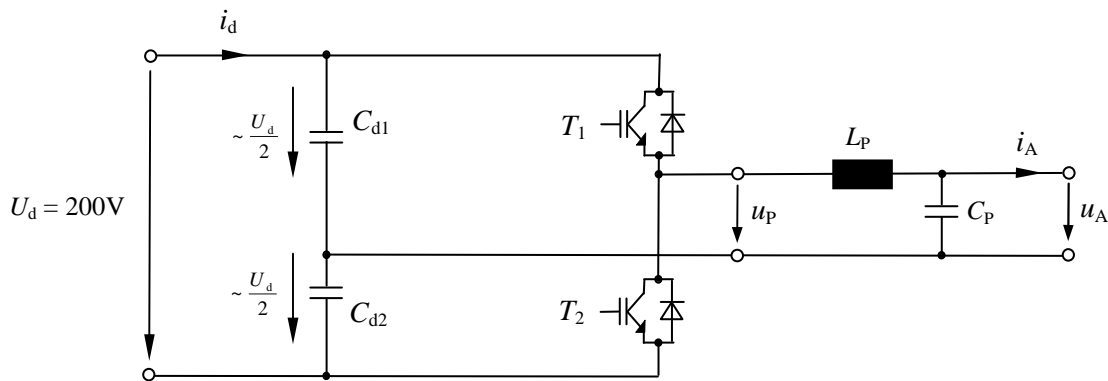 i_d
~ U_d/2
C_d1
T_1
L_P
i_A
U_d = 200V
u_P
C_P
u_A
~ U_d/2
C_d2
T_2